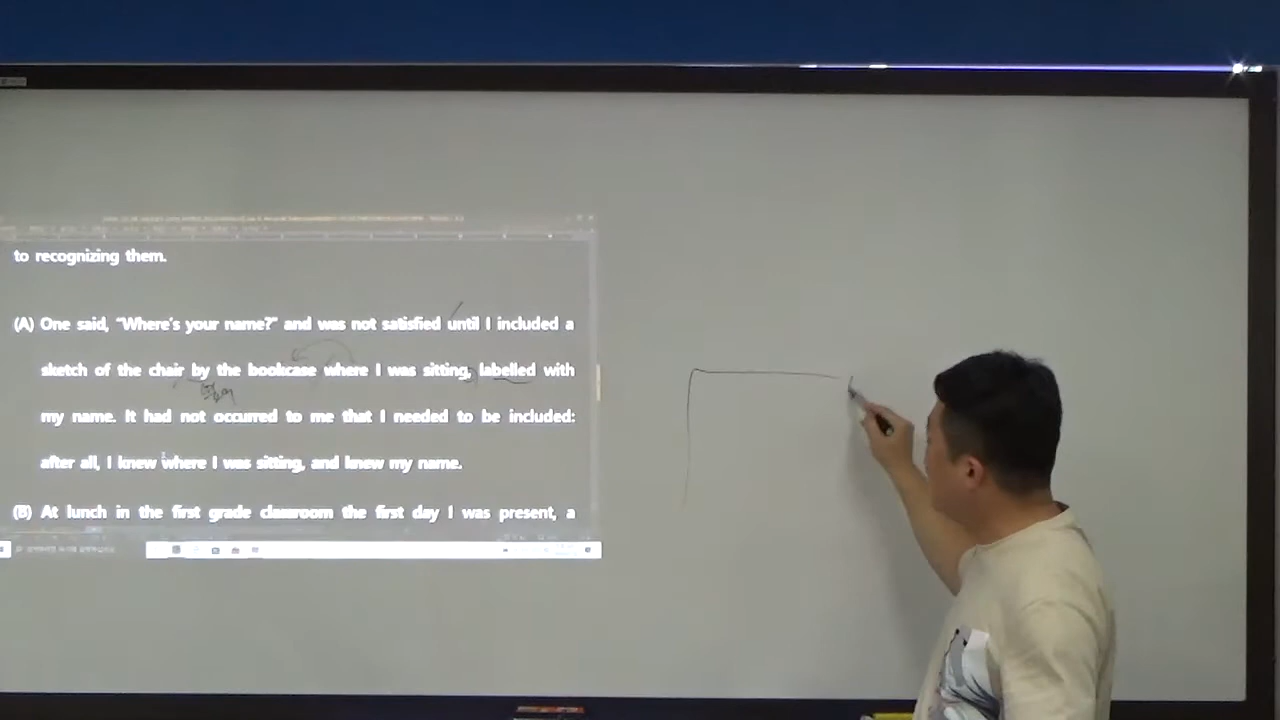 to recognizing them.
(A) One said, "Where's your name?" and was not satisfied until I included a
sketch of the chair by the bookcase where I was sitting, labelled with
my name. It had not occurred to me that I needed to be included:
after all, I knew where I was sitting, and knew my name.
(B) At lunch in the first grade classroom the first day I was present, a